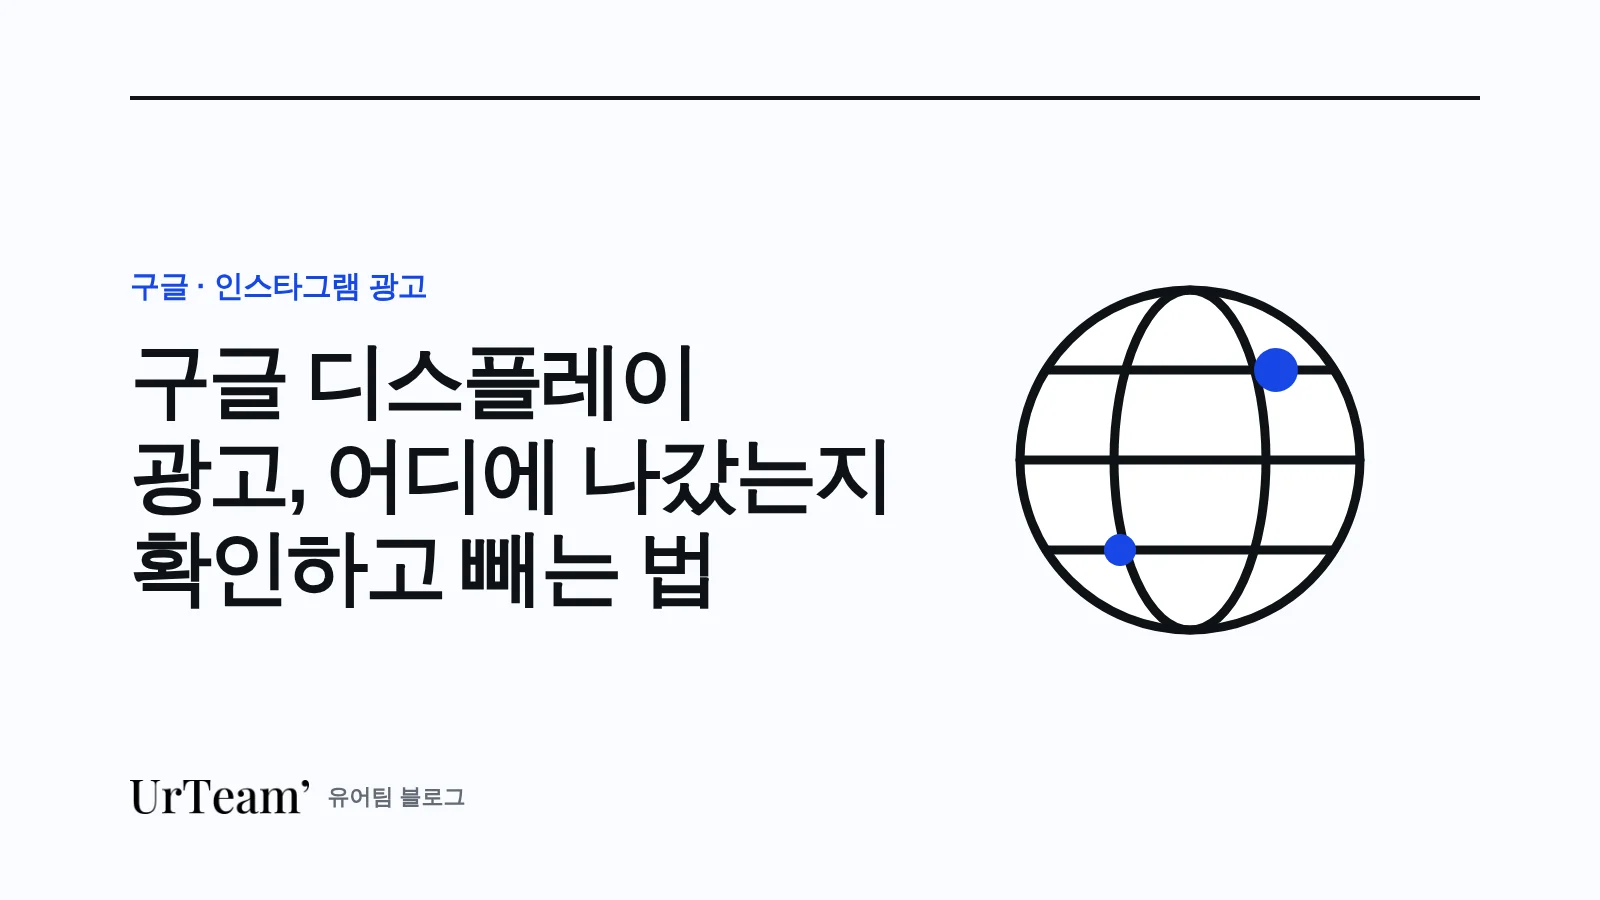 구글 · 인스타그램 광고
구글 디스플레이
광고, 어디에 나갔는지
확인하고 빼는 법
UrTeam’ 유어팀 블로그